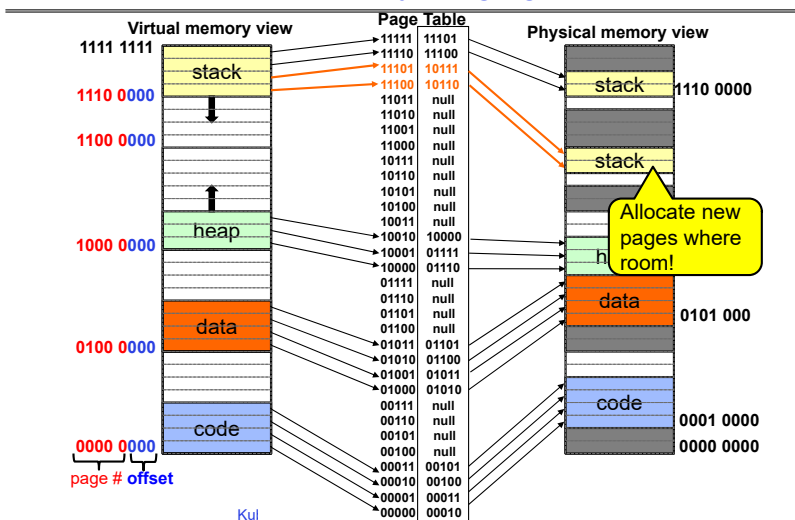 Virtual memory view
Page Table
Physical memory view
1111 1111
stack
1110 0000
1100 0000
heap
1000 0000
data
0100 0000
code
0000 0000
page # offset
11111 11101
11110 11100
11101 10111
11100 10110
11011 null
11010 null
11001 null
11000 null
10111 null
10110 null
10101 null
10100 null
10011 null
10010 10000
10001 01111
10000 01110
01111 null
01110 null
01101 null
01100 null
01011 01101
01010 01100
01001 01011
01000 01010
00111 null
00110 null
00101 null
00100 null
00011 00101
00010 00100
00001 00011
00000 00010
stack
1110 0000
stack
Allocate new
pages where
room!
h
data
0101 000
code
0001 0000
0000 0000
Kul